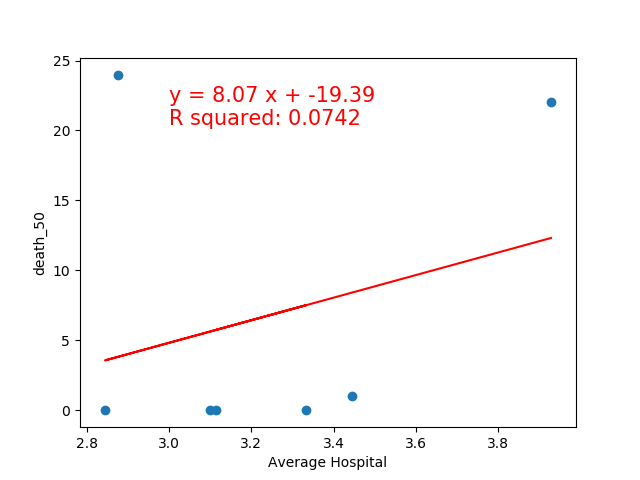 y = 8.07 x + -19.39
R squared: 0.0742
25
20
15
10
5
0
death_50
2.8 3.0 3.2 3.4 3.6 3.8
Average Hospital